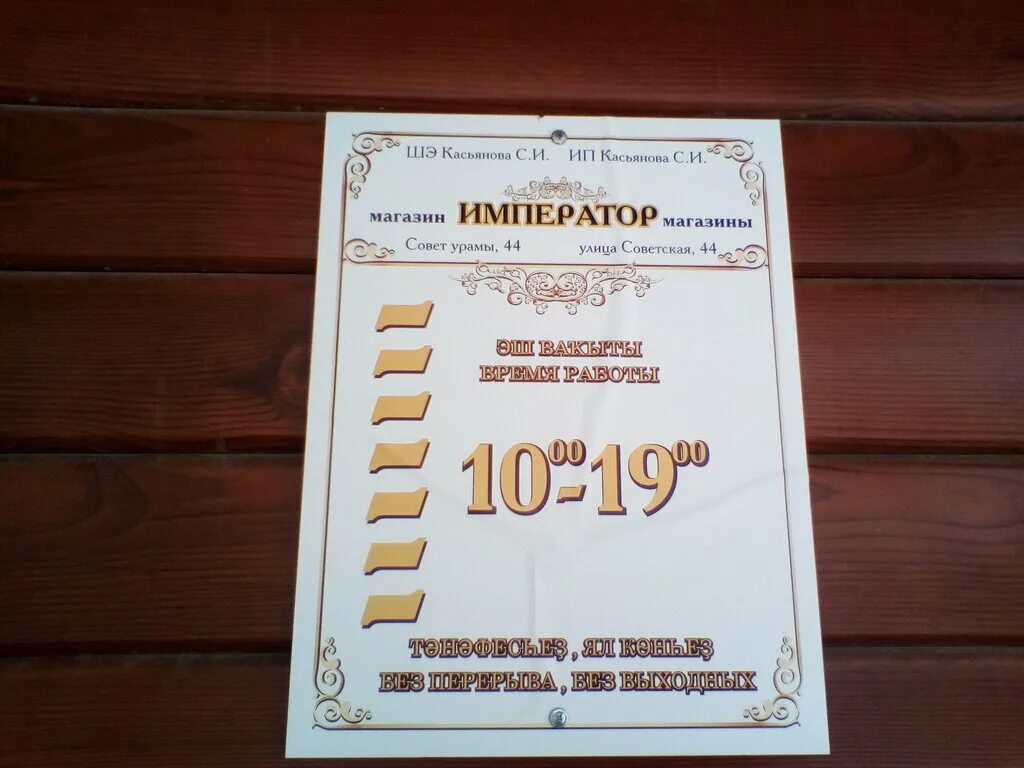 ШЭ Касьянова С.И. ИП Касьянова С.И.
магазин ИМПЕРАТОР магазины
Совет урамы, 44 улица Советская, 44
ЭШ ВАКЫТЫ
ВРЕМЯ РАБОТЫ
10⁰⁰-19⁰⁰
ТӘНӘФЕСҺЕҘ, ЯЛ КӨНҺЕҘ
БЕЗ ПЕРЕРЫВА, БЕЗ ВЫХОДНЫХ